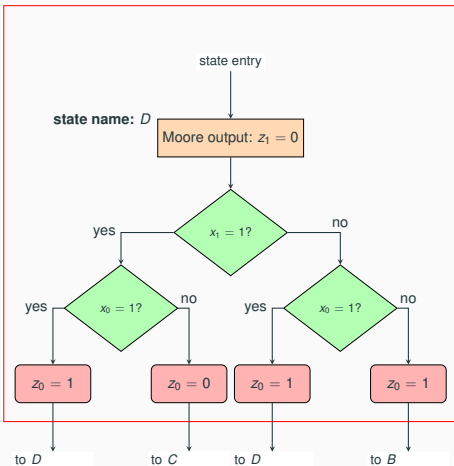 state entry
state name: D
Moore output: z₁ = 0
x₁ = 1?
yes
no
x₀ = 1?
x₀ = 1?
yes
no
yes
no
z₀ = 1
z₀ = 0
z₀ = 1
z₀ = 1
to D
to C
to D
to B